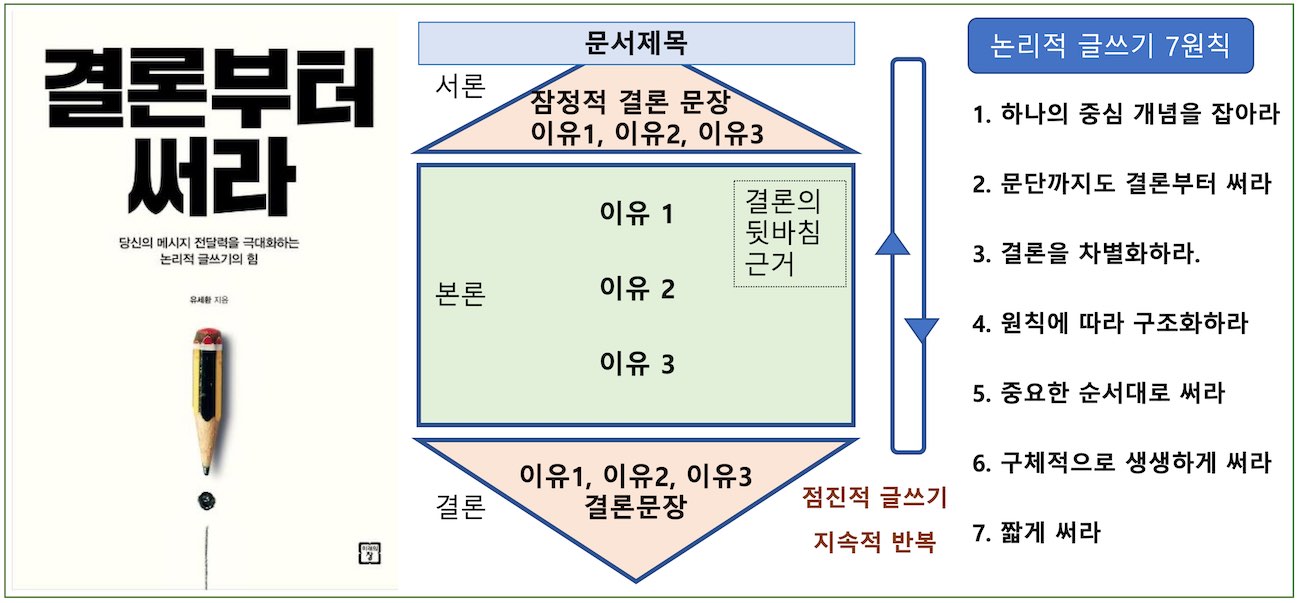 결론부터
써라
당신의 메시지 전달력을 극대화하는
논리적 글쓰기의 힘
유세환 지음
미래의
창
문서제목
서론
잠정적 결론 문장
이유1, 이유2, 이유3
본론
이유 1
이유 2
이유 3
결론의
뒷바침
근거
결론
이유1, 이유2, 이유3
결론문장
점진적 글쓰기
지속적 반복
논리적 글쓰기 7원칙
1. 하나의 중심 개념을 잡아라
2. 문단까지도 결론부터 써라
3. 결론을 차별화하라.
4. 원칙에 따라 구조화하라
5. 중요한 순서대로 써라
6. 구체적으로 생생하게 써라
7. 짧게 써라